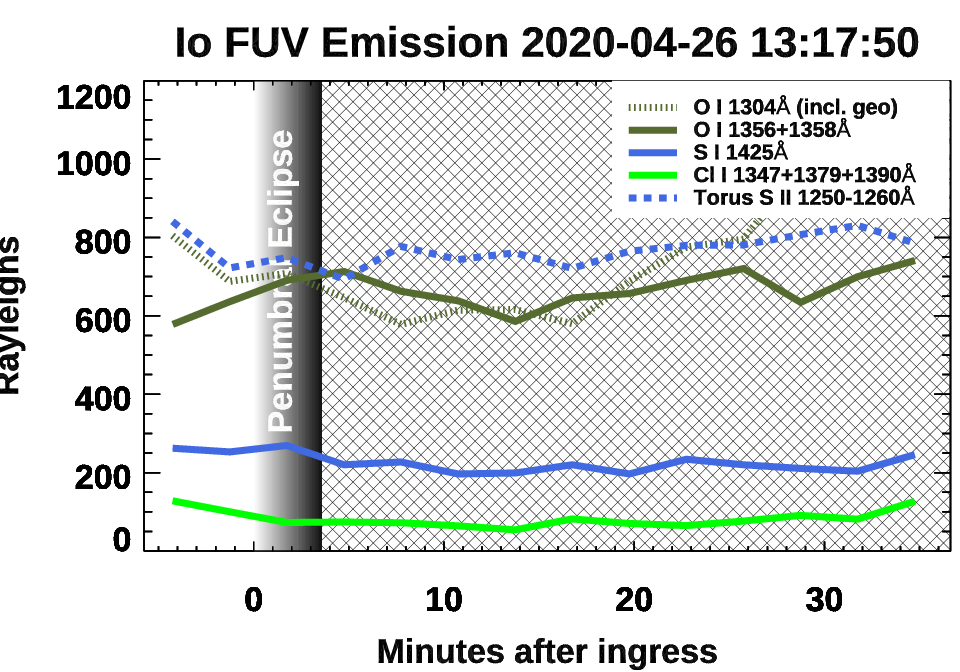 Io FUV Emission 2020-04-26 13:17:50
1200
1000
800
600
400
200
0
Rayleighs
Penumbral Eclipse
O I 1304Å (incl. geo)
O I 1356+1358Å
S I 1425Å
Cl I 1347+1379+1390Å
Torus S II 1250-1260Å
0 10 20 30
Minutes after ingress